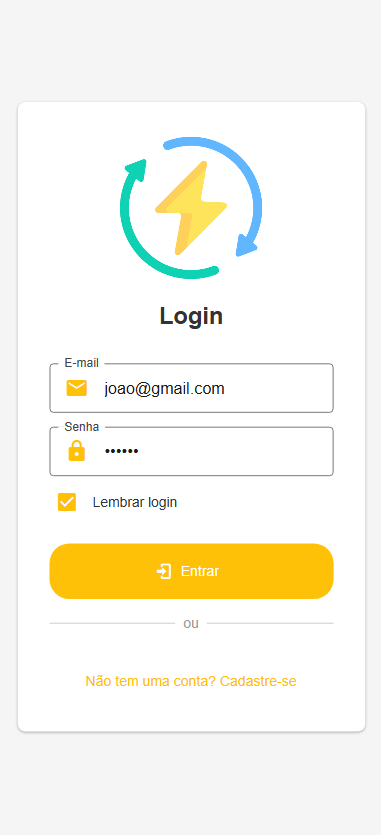 Login
E-mail
joao@gmail.com
Senha
••••••
Lembrar login
Entrar
ou
Não tem uma conta? Cadastre-se